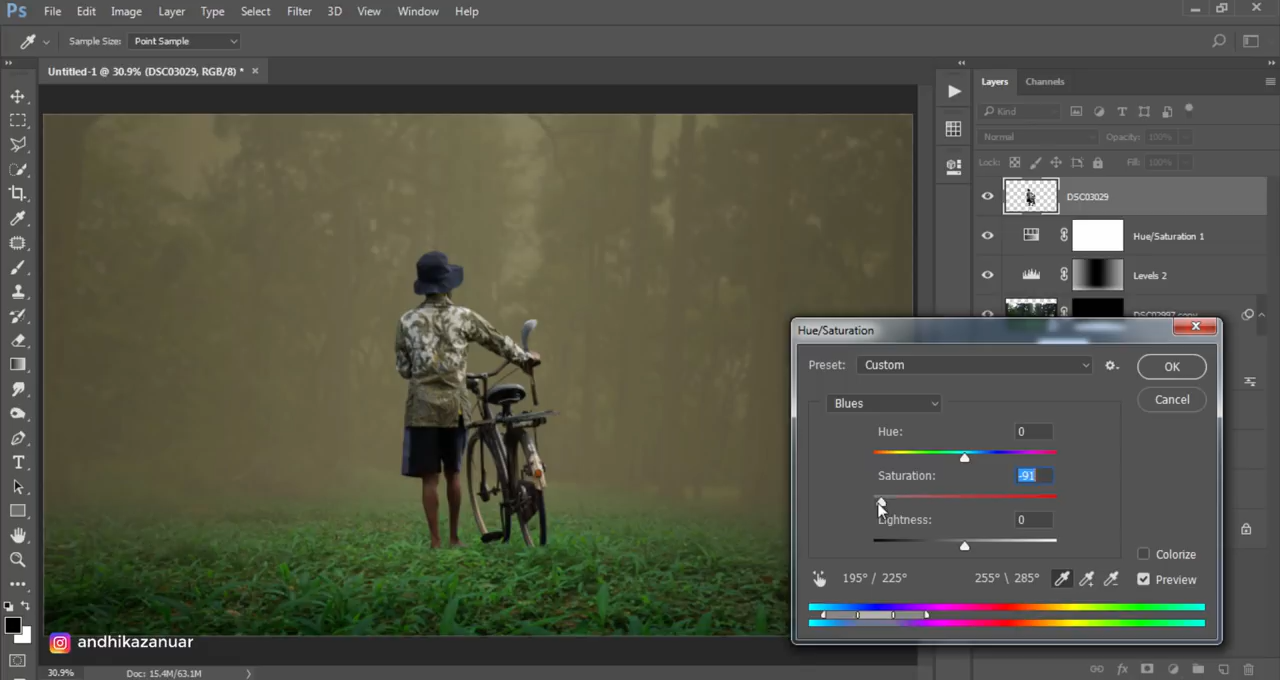 Ps File Edit Image Layer Type Select Filter 3D View Window Help
Sample Size: Point Sample
Untitled-1 @ 30.9% (DSC03029, RGB/8) * ×
Layers Channels
Kind
Normal Opacity: 100%
Lock: Fill: 100%
DSC03029
Hue/Saturation 1
Levels 2
DSC02997 copy
Hue/Saturation
Preset: Custom OK
Blues Cancel
Hue: 0
Saturation: -91
Lightness: 0
Colorize
195° / 225° 255° \ 285° Preview
andhikazanuar
30.9% Doc: 15.4M/63.1M